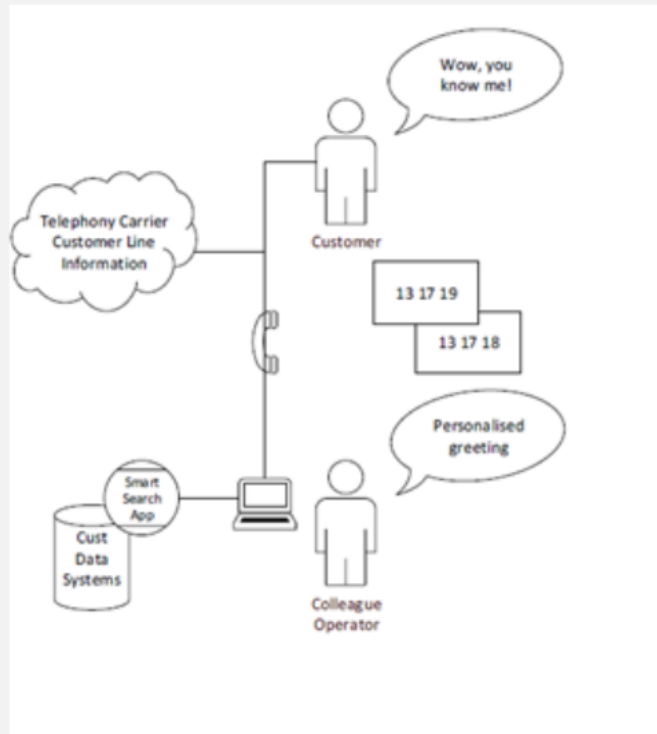 Wow, you
know me!
Telephony Carrier
Customer Line
Information
Customer
13 17 19
13 17 18
Personalised
greeting
Smart
Search
App
Cust
Data
Systems
Colleague
Operator